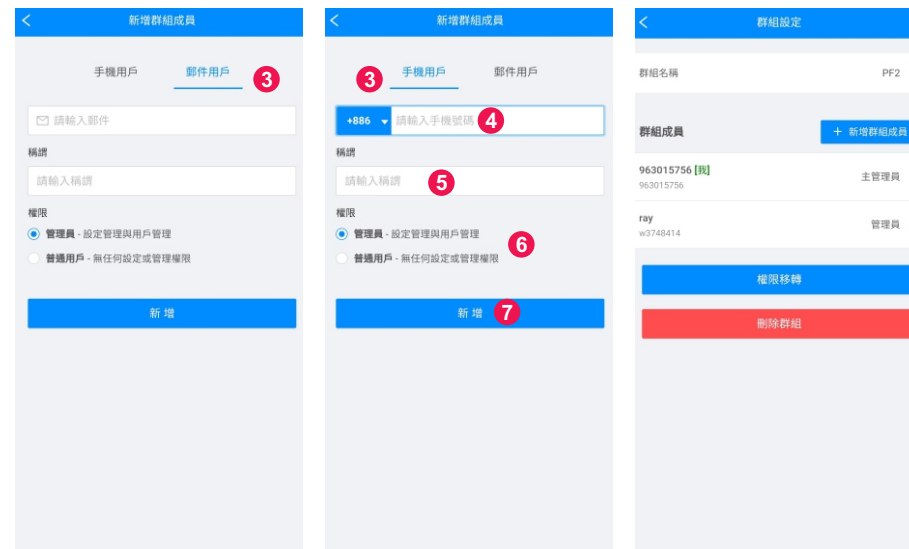 新增群組成員
手機用戶 郵件用戶 3
請輸入郵件
稱謂
請輸入稱謂
權限
管理員 - 設定管理與用戶管理
普通用戶 - 無任何設定或管理權限
新 增
新增群組成員
3 手機用戶 郵件用戶
+886 請輸入手機號碼 4
稱謂
請輸入稱謂 5
權限
管理員 - 設定管理與用戶管理
6
普通用戶 - 無任何設定或管理權限
新 增 7
群組設定
群組名稱 PF2
群組成員 + 新增群組成員
963015756 [我]
963015756
主管理員
ray
w3748414
管理員
權限移轉
刪除群組